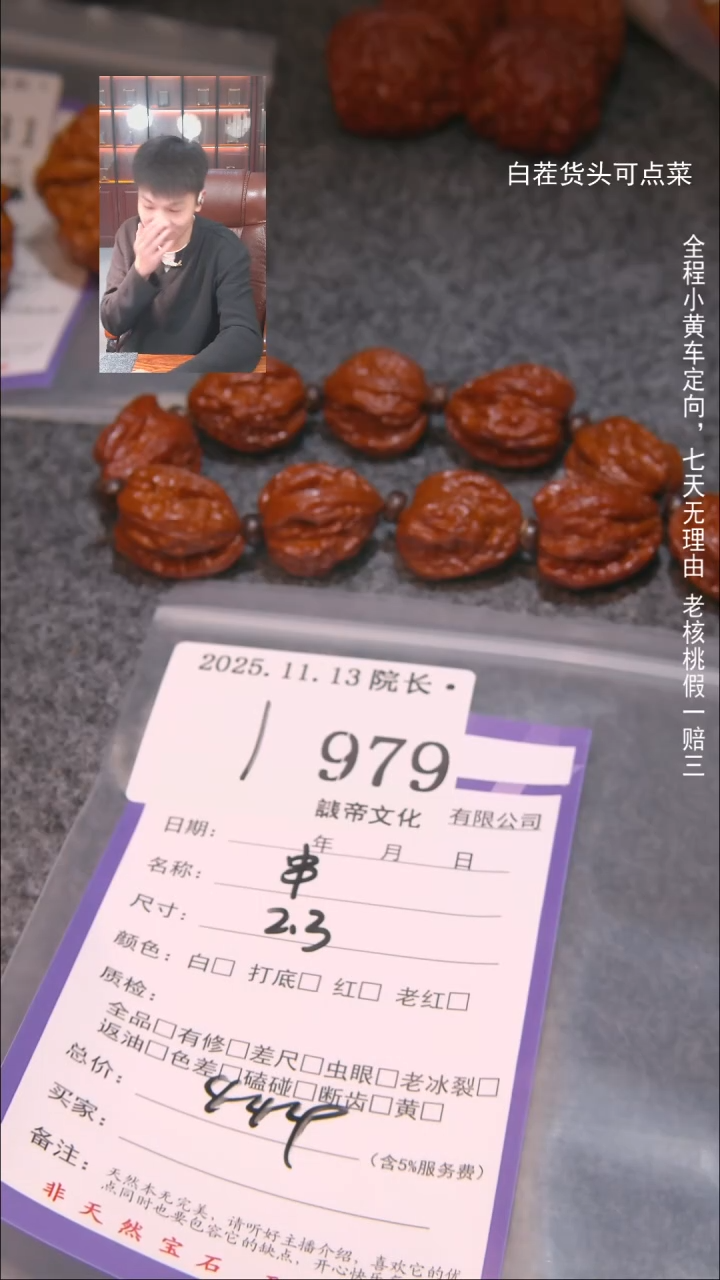 白茬货头可点菜
全程小黄车定向，七天无理由 老核桃假一赔三
2025.11.13 院长·
979
有限公司
日期： 年 月 日
名称： 串
尺寸： 2.3
颜色：白□ 打底□ 红□ 老红□
质检：
全品□有修□差尺□虫眼□老冰裂□
返油□色差□磕碰□断齿□黄□
总价：
（含5%服务费）
买家：
备注：
天然本无完美，请听好主播介绍，喜欢它的优
点同时也要包容它的缺点，开心快乐
非天然宝石